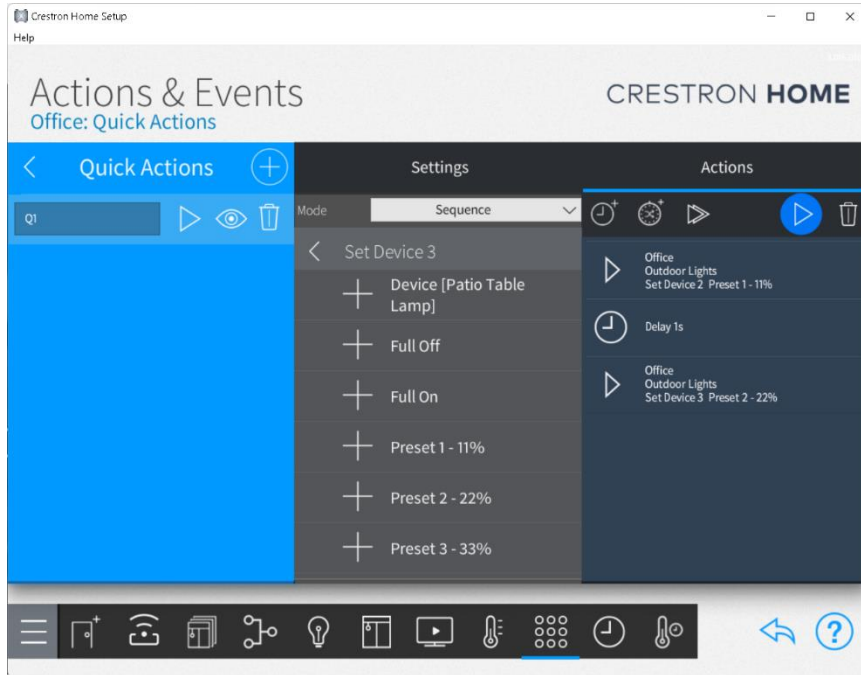 Crestron Home Setup
Help
Actions & Events
Office: Quick Actions
CRESTRON HOME
Quick Actions
Settings
Actions
Q1
Mode
Sequence
Set Device 3
Device [Patio Table
Lamp]
Full Off
Full On
Preset 1 - 11%
Preset 2 - 22%
Preset 3 - 33%
Office
Outdoor Lights
Set Device 2 Preset 1 - 11%
Delay 1s
Office
Outdoor Lights
Set Device 3 Preset 2 - 22%
?